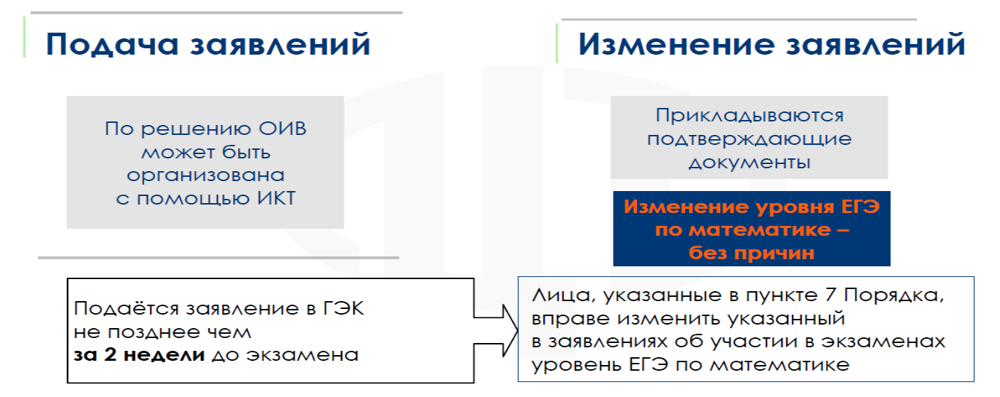 Подача заявлений
По решению ОИВ
может быть
организована
с помощью ИКТ
Изменение заявлений
Прикладываются
подтверждающие
документы
Изменение уровня ЕГЭ
по математике –
без причин
Подаётся заявление в ГЭК
не позднее чем
за 2 недели до экзамена
Лица, указанные в пункте 7 Порядка,
вправе изменить указанный
в заявлениях об участии в экзаменах
уровень ЕГЭ по математике